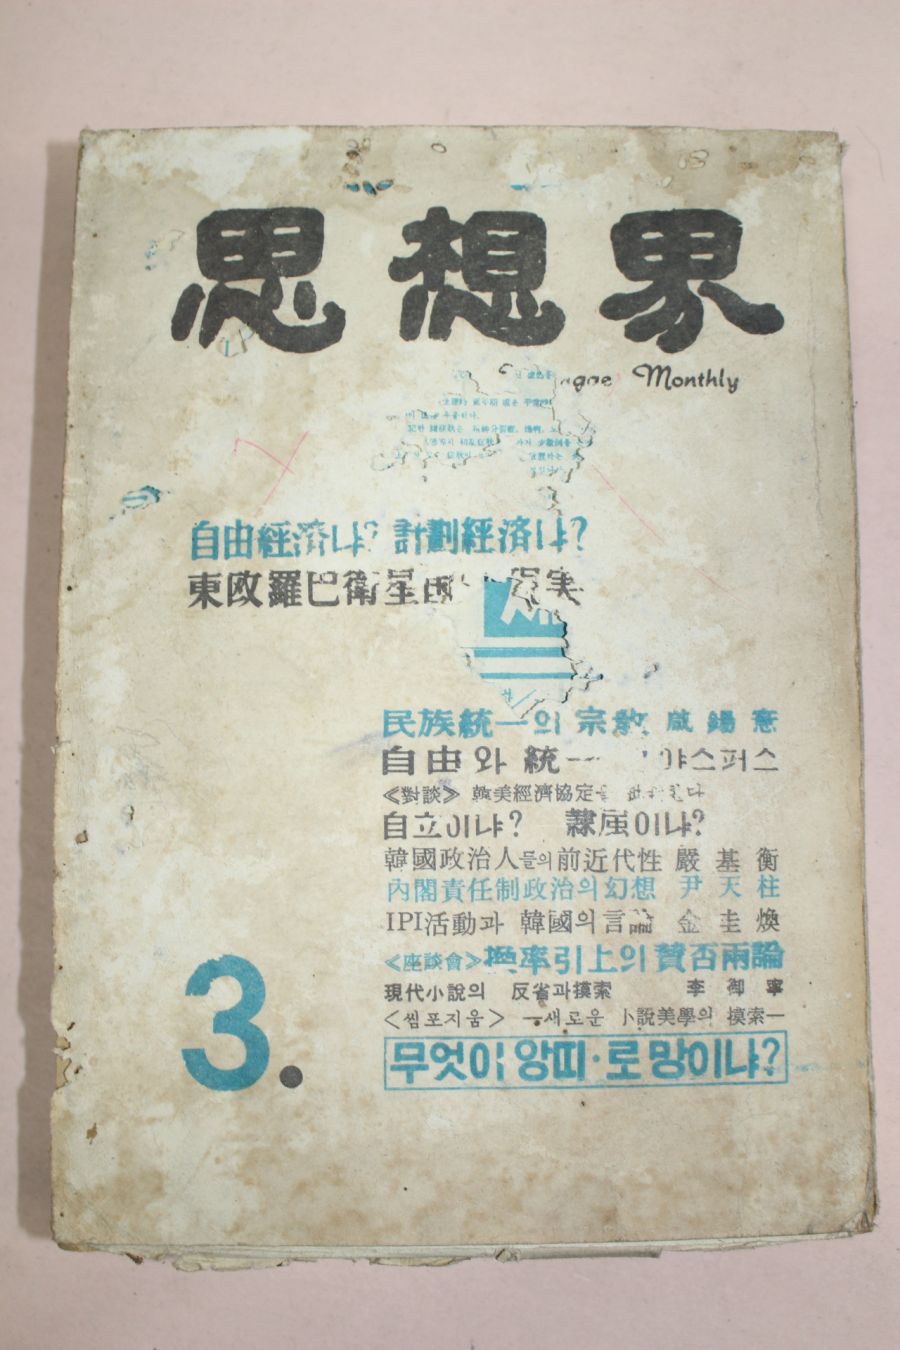 思想界
Monthly
自由經済냐? 計劃經済냐?
東欧羅巴衛星
民族統一의 宗教 咸錫憲
自由와 統一 야스퍼스
《對談》 韓美經濟協定을
自立이냐? 隷属이냐?
韓國政治人들의 前近代性 嚴基衡
內閣責任制政治의 幻想 尹天柱
IPI活動과 韓國의 言論 金圭煥
《座談會》換率引上의 賛否兩論
現代小說의 反省과 摸索 李御寧
<씸포지움> —새로운 小說美學의 摸索—
무엇이 앙띠·로망이냐?
3.